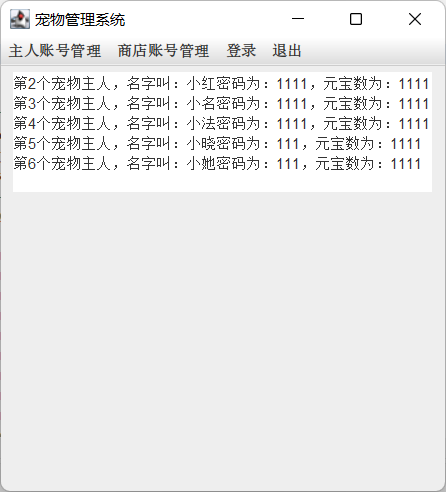 宠物管理系统
主人账号管理 商店账号管理 登录 退出
第2个宠物主人，名字叫：小红密码为：1111，元宝数为：1111
第3个宠物主人，名字叫：小名密码为：1111，元宝数为：1111
第4个宠物主人，名字叫：小法密码为：1111，元宝数为：1111
第5个宠物主人，名字叫：小晓密码为：111，元宝数为：1111
第6个宠物主人，名字叫：小她密码为：111，元宝数为：1111